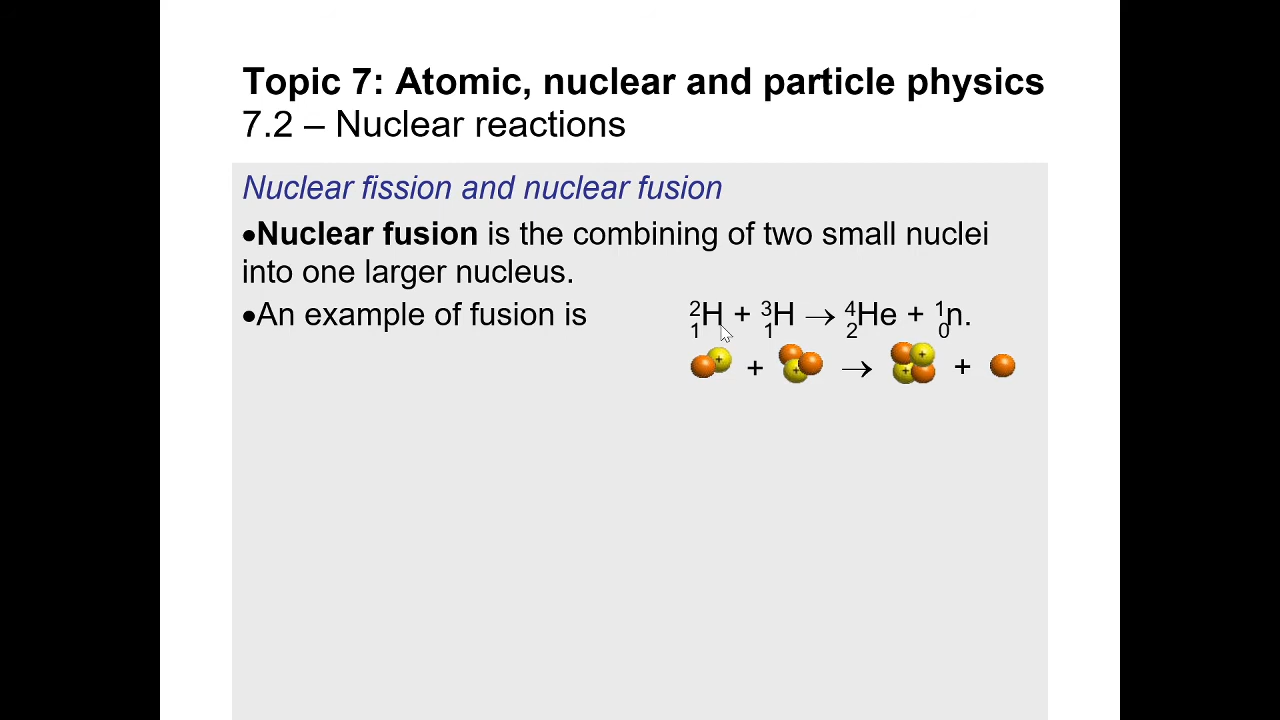 Topic 7: Atomic, nuclear and particle physics
7.2 – Nuclear reactions
Nuclear fission and nuclear fusion
•Nuclear fusion is the combining of two small nuclei
into one larger nucleus.
•An example of fusion is ²₁H + ³₁H → ⁴₂He + ¹₀n.
+ + + → + + + +